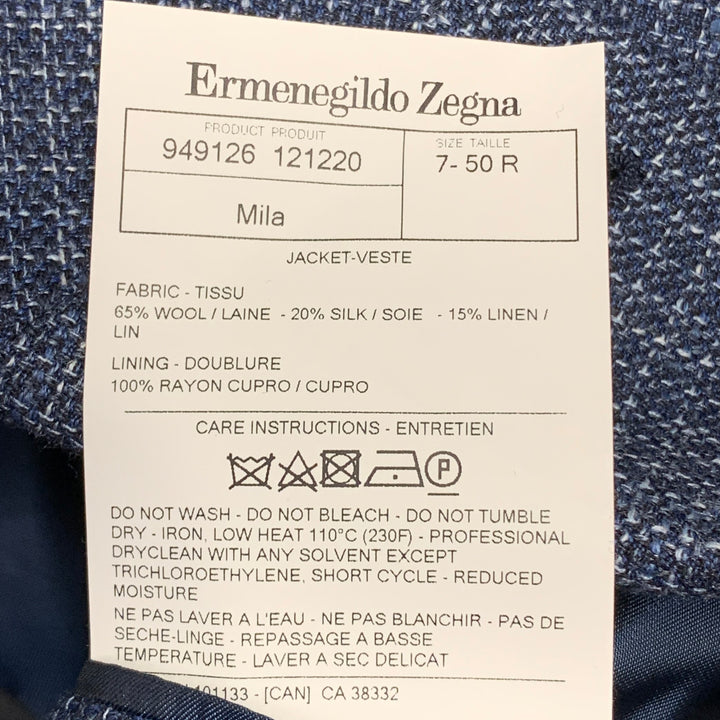 Ermenegildo Zegna
PRODUCT PRODUIT
949126 121220
SIZE TAILLE
7- 50 R
Mila
JACKET-VESTE
FABRIC - TISSU
65% WOOL / LAINE - 20% SILK / SOIE - 15% LINEN /
LIN
LINING - DOUBLURE
100% RAYON CUPRO / CUPRO
CARE INSTRUCTIONS - ENTRETIEN
P
DO NOT WASH - DO NOT BLEACH - DO NOT TUMBLE
DRY - IRON, LOW HEAT 110°C (230F) - PROFESSIONAL
DRYCLEAN WITH ANY SOLVENT EXCEPT
TRICHLOROETHYLENE, SHORT CYCLE - REDUCED
MOISTURE
NE PAS LAVER A L'EAU - NE PAS BLANCHIR - PAS DE
SECHE-LINGE - REPASSAGE A BASSE
TEMPERATURE - LAVER A SEC DELICAT
- [CAN] CA 38332